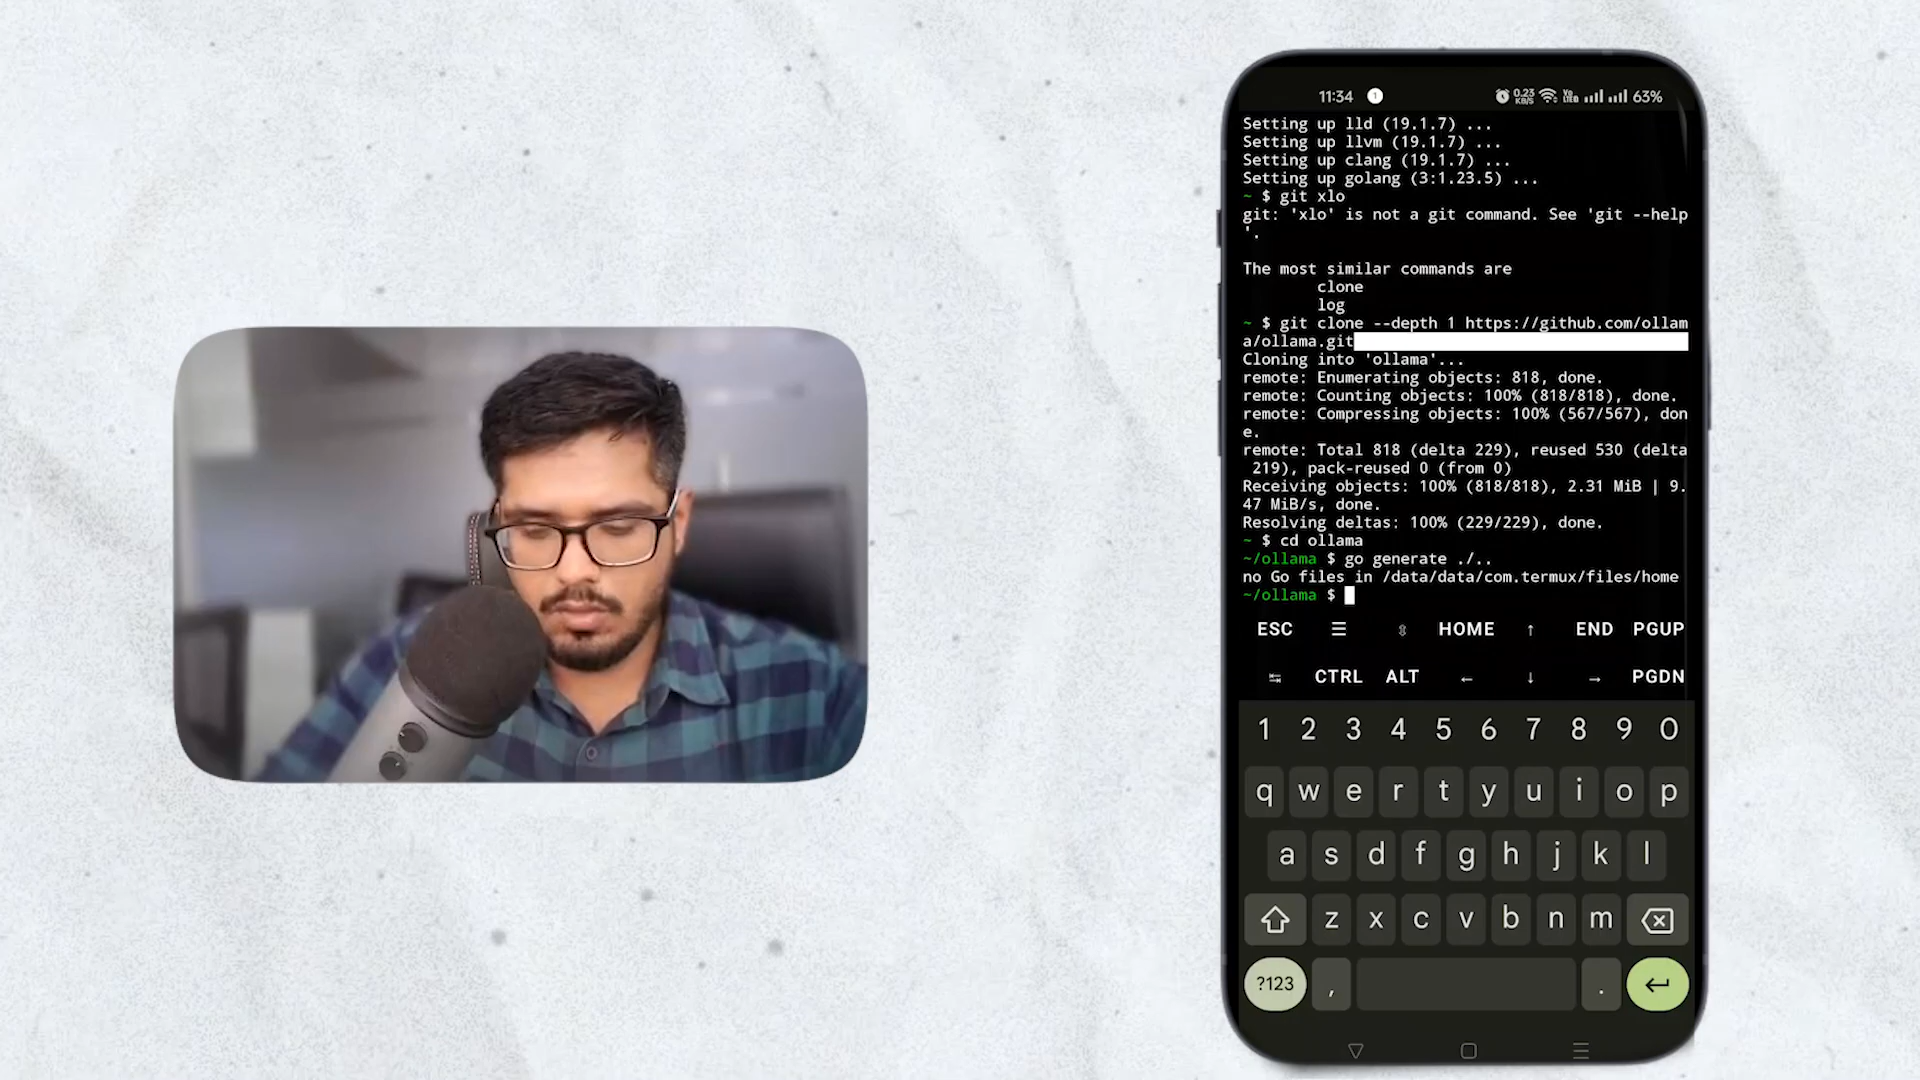 11:34 1 0.23 KB/S Vo LTE 63%
Setting up lld (19.1.7) ...
Setting up llvm (19.1.7) ...
Setting up clang (19.1.7) ...
Setting up golang (3:1.23.5) ...
~ $ git xlo
git: 'xlo' is not a git command. See 'git --help
'.
The most similar commands are
clone
log
~ $ git clone --depth 1 https://github.com/ollam
a/ollama.git
Cloning into 'ollama'...
remote: Enumerating objects: 818, done.
remote: Counting objects: 100% (818/818), done.
remote: Compressing objects: 100% (567/567), don
e.
remote: Total 818 (delta 229), reused 530 (delta
219), pack-reused 0 (from 0)
Receiving objects: 100% (818/818), 2.31 MiB | 9.
47 MiB/s, done.
Resolving deltas: 100% (229/229), done.
~ $ cd ollama
~/ollama $ go generate ./..
no Go files in /data/data/com.termux/files/home
~/ollama $
ESC ☰ ⇳ HOME ↑ END PGUP
↹ CTRL ALT ← ↓ → PGDN
1 2 3 4 5 6 7 8 9 0
q w e r t y u i o p
a s d f g h j k l
z x c v b n m
?123 , .